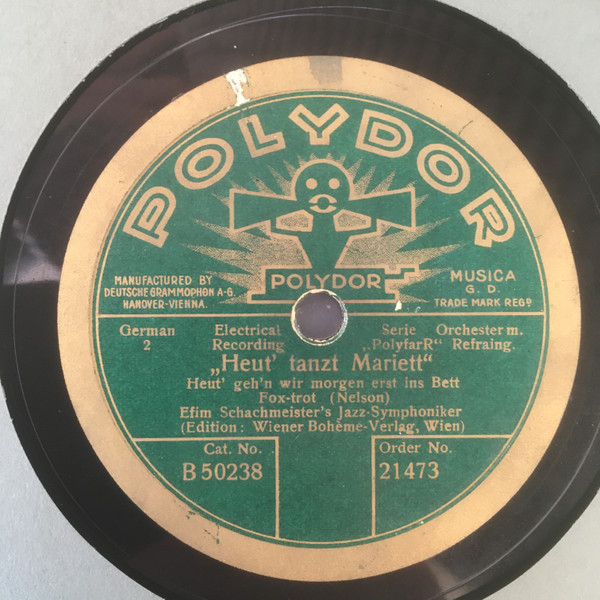 POLYDOR
POLYDOR
MANUFACTURED BY
DEUTSCHE GRAMMOPHON A-G.
HANOVER-VIENNA.
MUSICA
G. D.
TRADE MARK REGD
German Electrical Serie Orchester m.
2 Recording „PolyfarR“ Refraing.
„Heut' tanzt Mariett“
Heut' geh'n wir morgen erst ins Bett
Fox-trot (Nelson)
Efim Schachmeister's Jazz-Symphoniker
(Edition: Wiener Bohême-Verlag, Wien)
Cat. No. Order No.
B 50238 21473